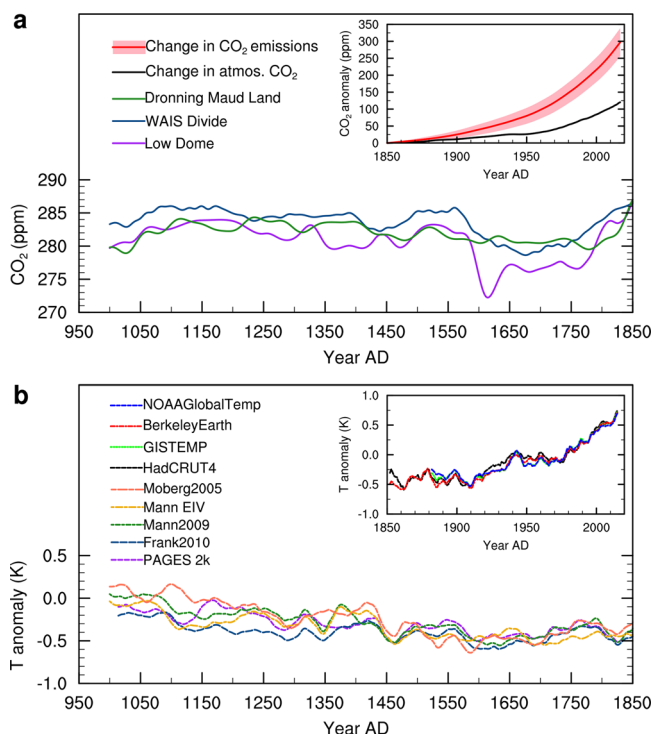 a
Change in CO2 emissions
Change in atmos. CO2
Dronning Maud Land
WAIS Divide
Low Dome
CO2 anomaly (ppm)
350
300
250
200
150
100
50
0
1850 1900 1950 2000
Year AD
CO2 (ppm)
290
285
280
275
270
950 1050 1150 1250 1350 1450 1550 1650 1750 1850
Year AD
b
NOAAGlobalTemp
BerkeleyEarth
GISTEMP
HadCRUT4
Moberg2005
Mann EIV
Mann2009
Frank2010
PAGES 2k
T anomaly (K)
1.0
0.5
0.0
-0.5
-1.0
1850 1900 1950 2000
Year AD
T anomaly (K)
0.5
0.0
-0.5
-1.0
950 1050 1150 1250 1350 1450 1550 1650 1750 1850
Year AD